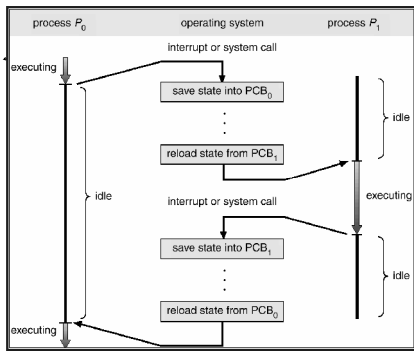 process P0 operating system process P1
interrupt or system call
executing
save state into PCB0
idle
reload state from PCB1
idle
interrupt or system call
executing
save state into PCB1
idle
reload state from PCB0
executing